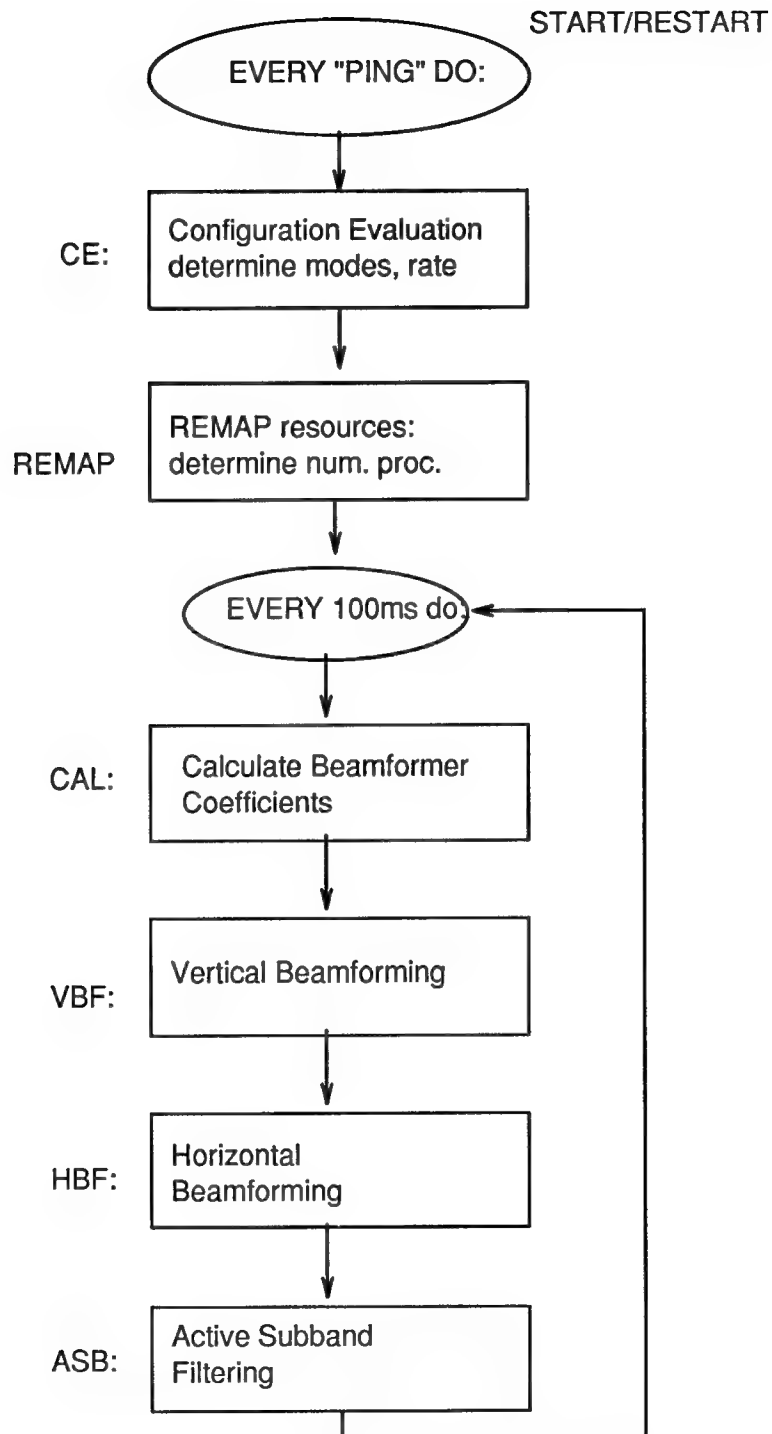 START/RESTART
EVERY "PING" DO:
CE:
Configuration Evaluation
determine modes, rate
REMAP
REMAP resources:
determine num. proc.
EVERY 100ms do:
CAL:
Calculate Beamformer
Coefficients
VBF:
Vertical Beamforming
HBF:
Horizontal
Beamforming
ASB:
Active Subband
Filtering